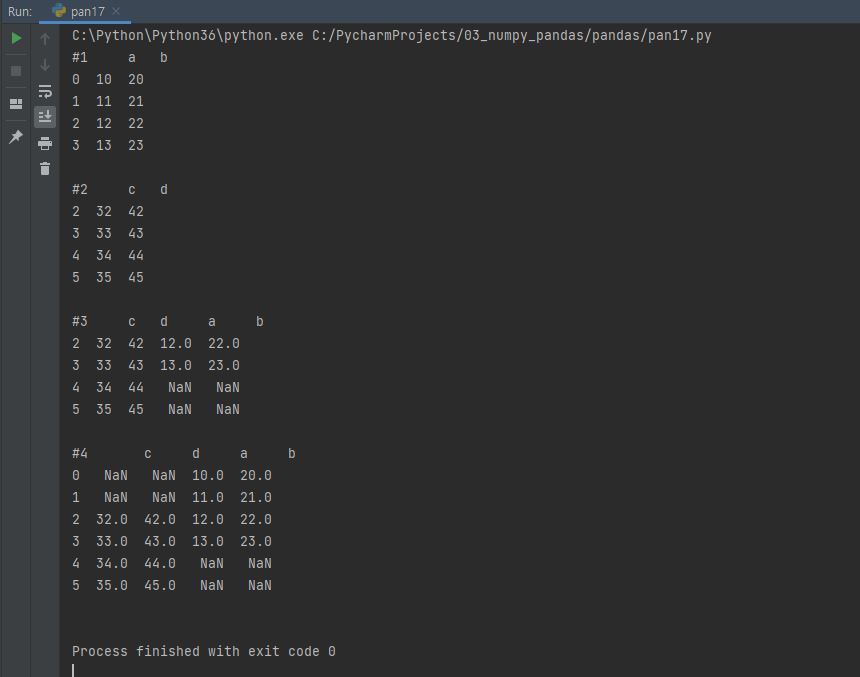 Run: pan17
C:\Python\Python36\python.exe C:/PycharmProjects/03_numpy_pandas/pandas/pan17.py
#1     a   b
0  10  20
1  11  21
2  12  22
3  13  23
#2     c   d
2  32  42
3  33  43
4  34  44
5  35  45
#3     c   d     a     b
2  32  42  12.0  22.0
3  33  43  13.0  23.0
4  34  44   NaN   NaN
5  35  45   NaN   NaN
#4       c     d     a     b
0   NaN   NaN  10.0  20.0
1   NaN   NaN  11.0  21.0
2  32.0  42.0  12.0  22.0
3  33.0  43.0  13.0  23.0
4  34.0  44.0   NaN   NaN
5  35.0  45.0   NaN   NaN
Process finished with exit code 0